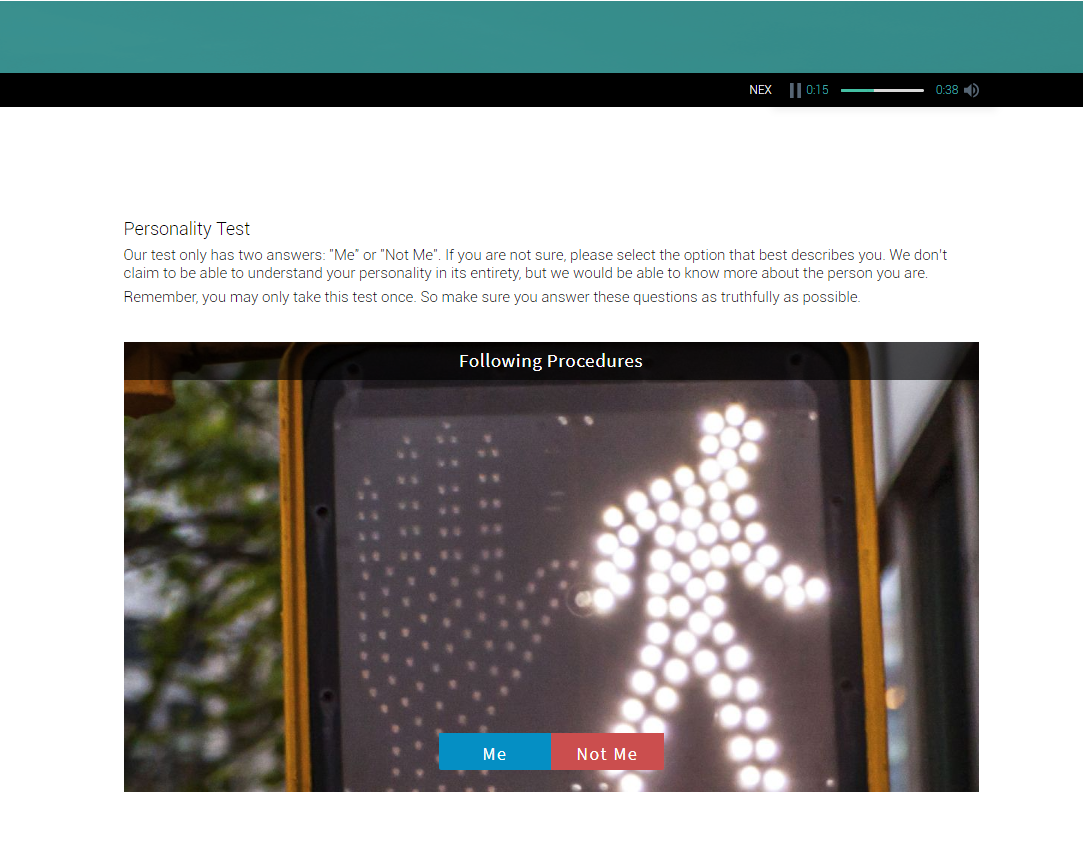 NEX 0:15 0:38
Personality Test
Our test only has two answers: "Me" or "Not Me". If you are not sure, please select the option that best describes you. We don't
claim to be able to understand your personality in its entirety, but we would be able to know more about the person you are.
Remember, you may only take this test once. So make sure you answer these questions as truthfully as possible.
Following Procedures
Me Not Me